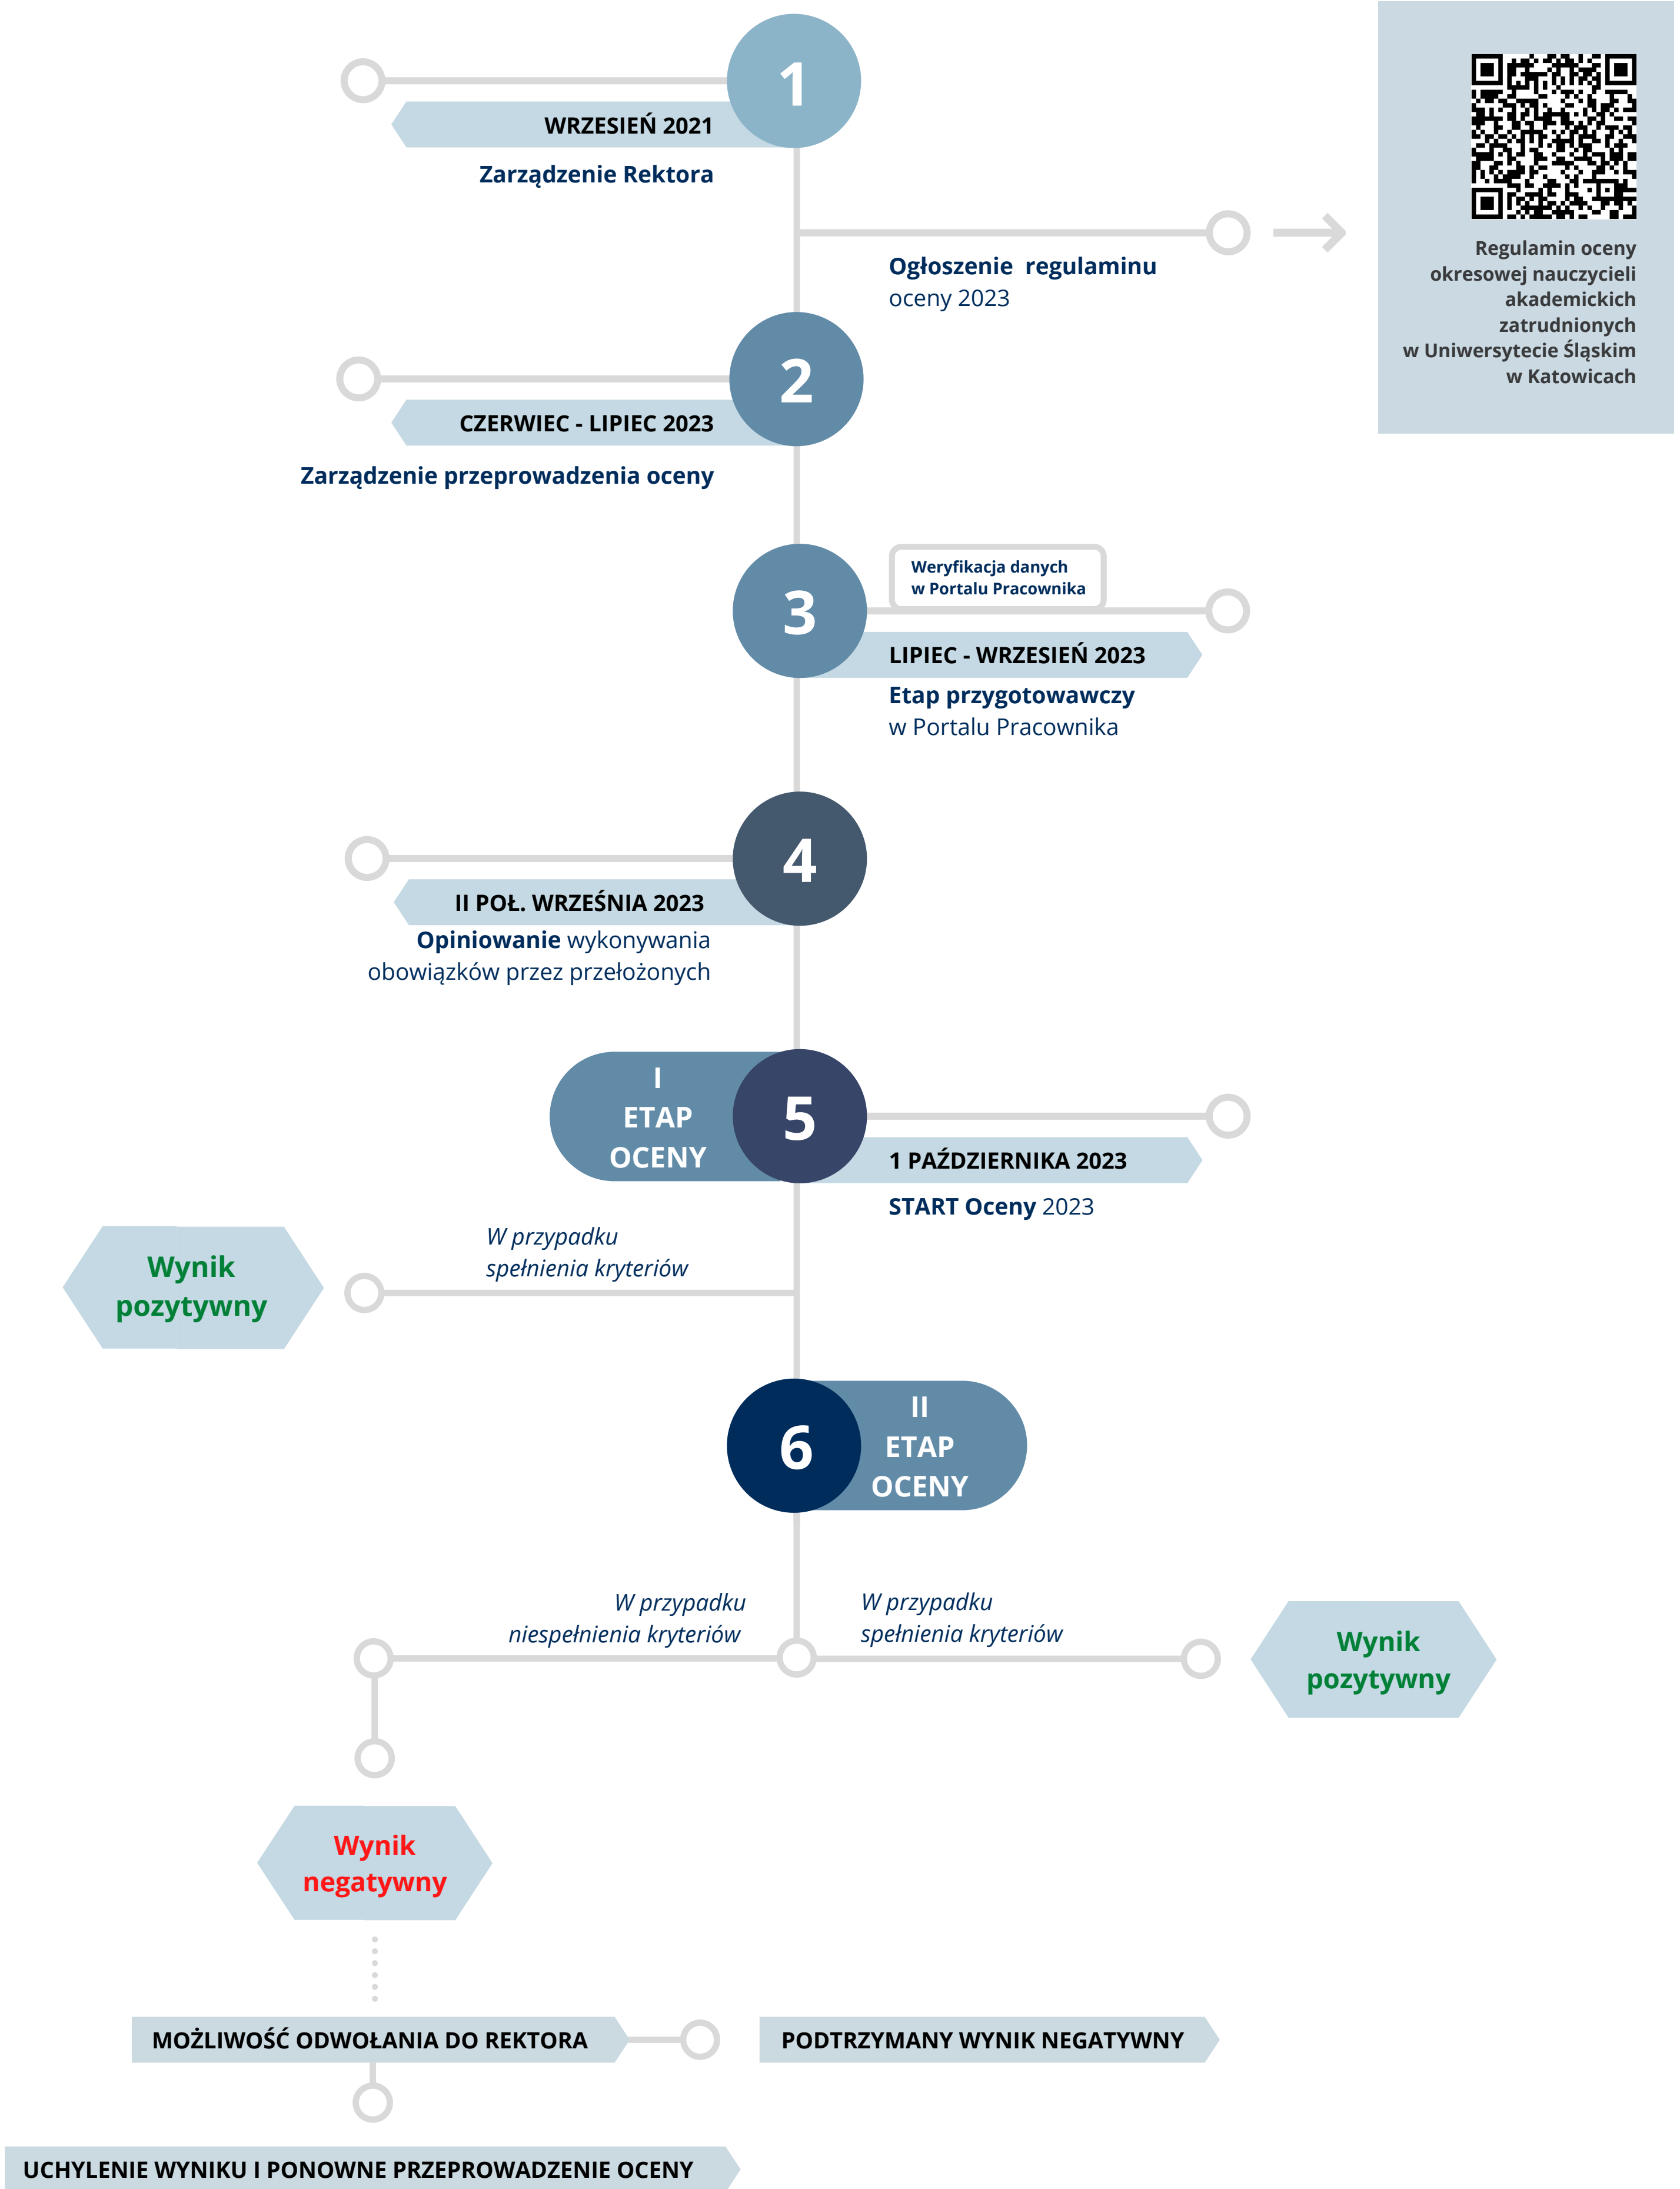 1
WRZESIEŃ 2021
Zarządzenie Rektora
Ogłoszenie regulaminu
oceny 2023
Regulamin oceny
okresowej nauczycieli
akademickich
zatrudnionych
w Uniwersytecie Śląskim
w Katowicach
2
CZERWIEC - LIPIEC 2023
Zarządzenie przeprowadzenia oceny
3
Weryfikacja danych
w Portalu Pracownika
LIPIEC - WRZESIEŃ 2023
Etap przygotowawczy
w Portalu Pracownika
4
II POŁ. WRZEŚNIA 2023
Opiniowanie wykonywania
obowiązków przez przełożonych
I
ETAP
OCENY
5
1 PAŹDZIERNIKA 2023
START Oceny 2023
W przypadku
spełnienia kryteriów
Wynik
pozytywny
6
II
ETAP
OCENY
W przypadku
niespełnienia kryteriów
W przypadku
spełnienia kryteriów
Wynik
pozytywny
Wynik
negatywny
MOŻLIWOŚĆ ODWOŁANIA DO REKTORA
PODTRZYMANY WYNIK NEGATYWNY
UCHYLENIE WYNIKU I PONOWNE PRZEPROWADZENIE OCENY